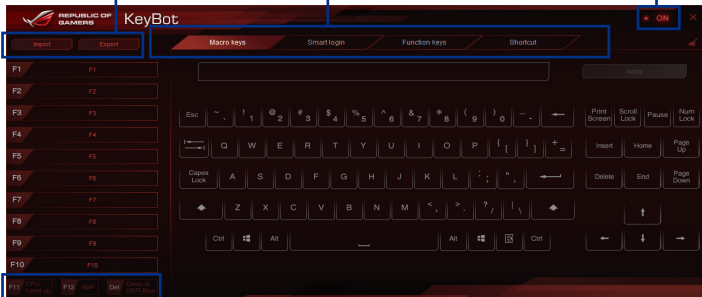 REPUBLIC OF
GAMERS
KeyBot
ON
Import Export
Macro keys Smart login Function keys Shortcut
Apply
F1 F1
F2 F2
F3 F3
F4 F4
F5 F5
F6 F6
F7 F7
F8 F8
F9 F9
F10 F10
F11 CPU Level up F12 XMP Del Direct to UEFI Bios
Esc ~ ` ! 1 @ 2 # 3 $ 4 % 5 ^ 6 & 7 * 8 ( 9 ) 0 _ - Print Screen Scroll Lock Pause Num Lock
Q W E R T Y U I O P { [ } ] + = Insert Home Page Up
Capes Lock A S D F G H J K L : ; " , Delete End Page Down
Z X C V B N M < , > . ? / | \
Ctrl Alt Alt Ctrl